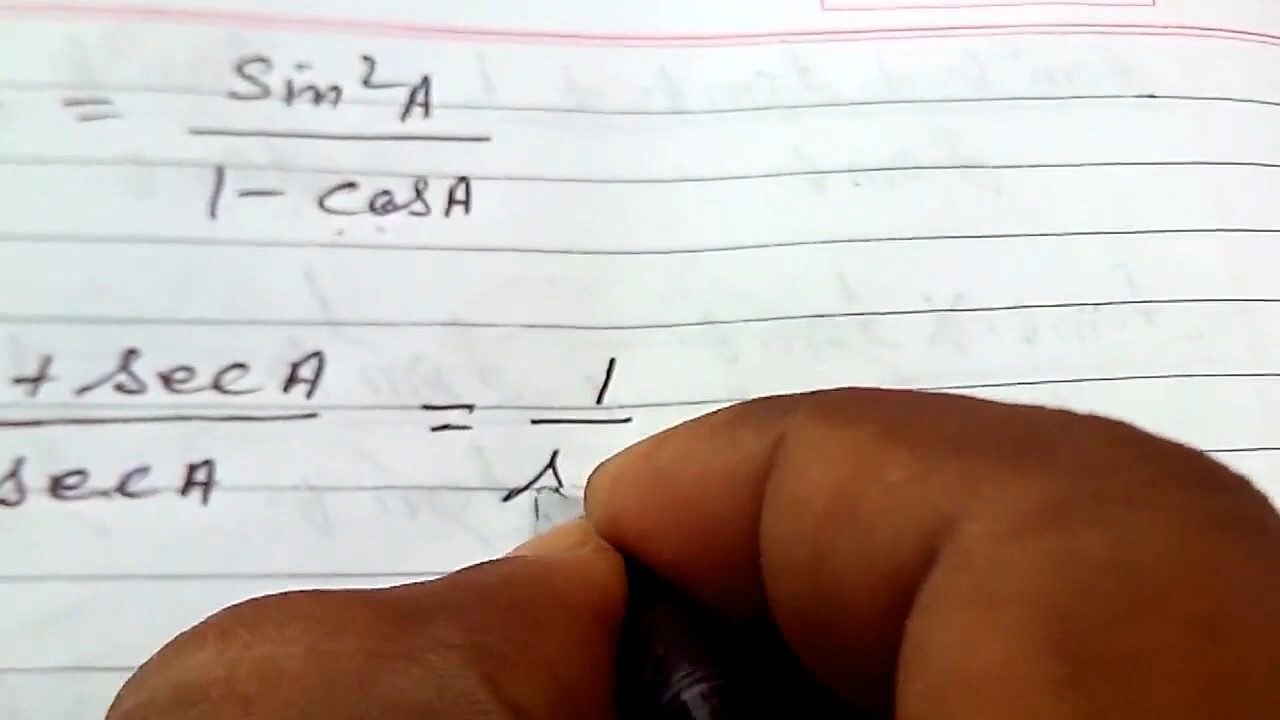 = Sin²A
1 - cosA
+ secA = 1
secA s